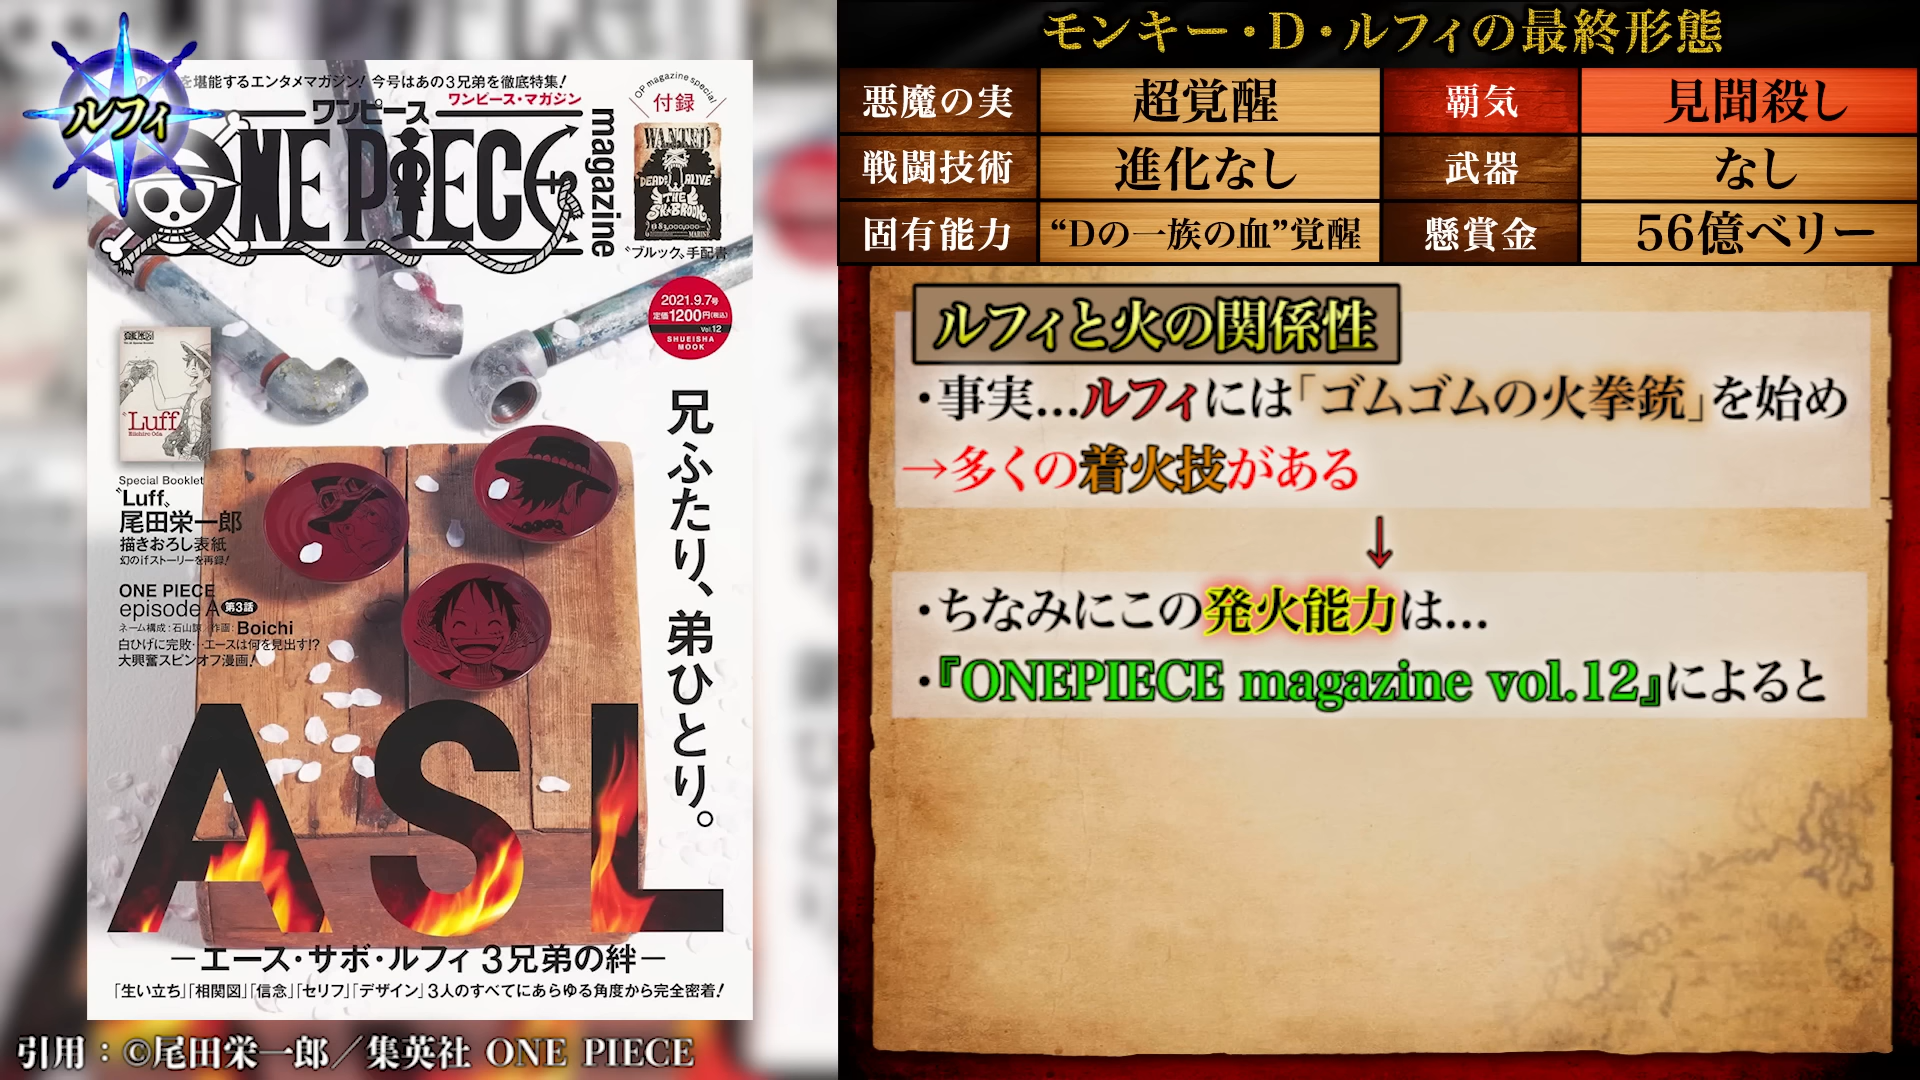 ルフィ
を堪能するエンタメマガジン! 今号はあの3兄弟を徹底特集!
ワンピース・マガジン
ワンピース
ONE PIECE
magazine
OP magazine special
付録
WANTED
DEAD ALIVE
〝ブルック〟手配書
2021.9.7号
定価1200円(税込)
Vol.12
SHUEISHA
MOOK
兄ふたり、弟ひとり。
〝Luff
Eiichiro Oda
Special Booklet
〝Luff〟
尾田栄一郎
描きおろし表紙
幻のifストーリーを再録!
ONE PIECE
episode A 第3話
ネーム構成:石山諒 作画:Boichi
白ひげに完敗…エースは何を見出す!?
大興奮スピンオフ漫画!
ASL
―エース・サボ・ルフィ 3兄弟の絆―
「生い立ち」「相関図」「信念」「セリフ」「デザイン」3人のすべてにあらゆる角度から完全密着!
引用：©尾田栄一郎／集英社 ONE PIECE
モンキー・D・ルフィの最終形態
悪魔の実 超覚醒 覇気 見聞殺し
戦闘技術 進化なし 武器 なし
固有能力 “Dの一族の血”覚醒 懸賞金 56億ベリー
ルフィと火の関係性
・事実…ルフィには「ゴムゴムの火拳銃」を始め
→多くの着火技がある
↓
・ちなみにこの発火能力は…
・『ONEPIECE magazine vol.12』によると